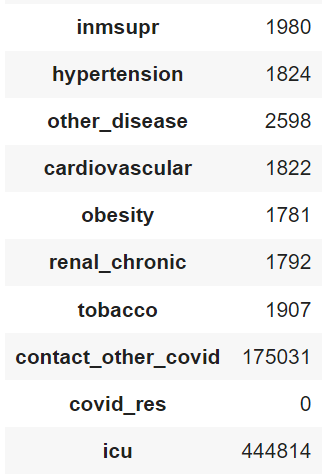 inmsupr 1980
hypertension 1824
other_disease 2598
cardiovascular 1822
obesity 1781
renal_chronic 1792
tobacco 1907
contact_other_covid 175031
covid_res 0
icu 444814